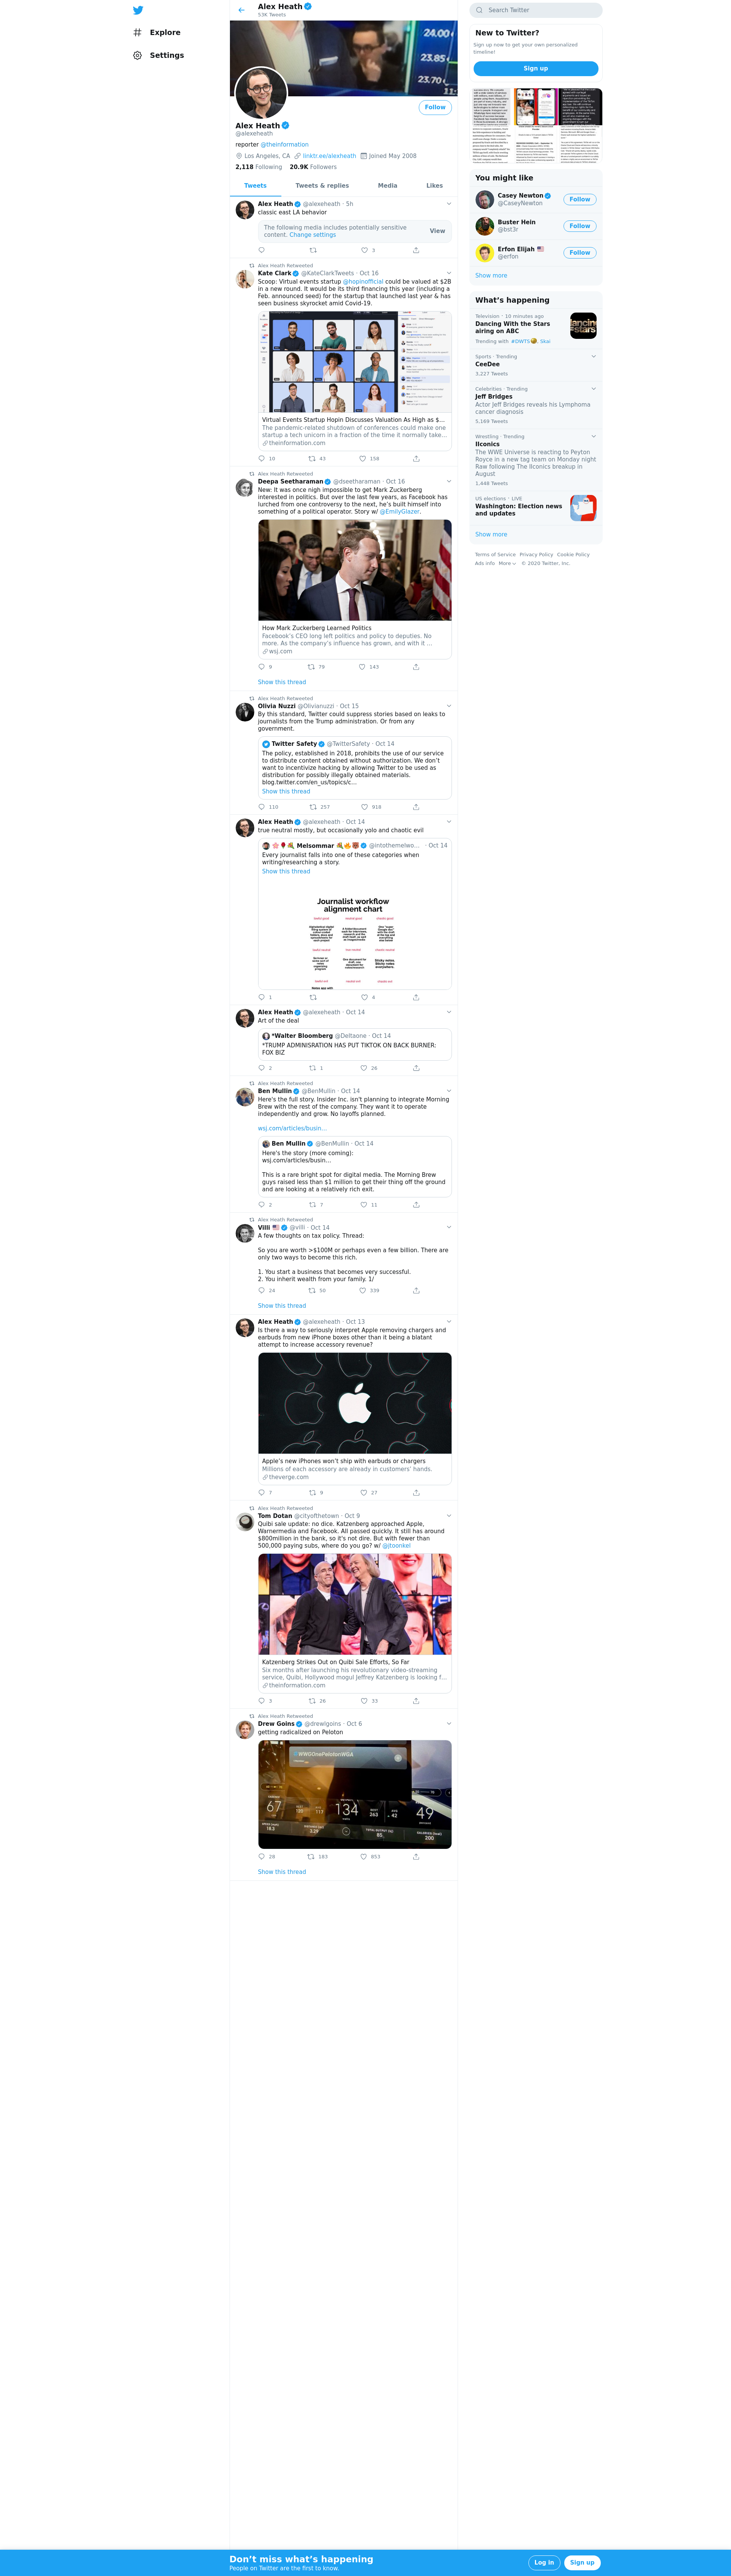 Explore
Settings
Alex Heath
53K Tweets
24.00
23.85
23.70
11:
Follow
Alex Heath
@alexeheath
reporter @theinformation
Los Angeles, CA linktr.ee/alexeheath Joined May 2008
2,118 Following 20.9K Followers
Tweets Tweets & replies Media Likes
Alex Heath @alexeheath · 5h
classic east LA behavior
The following media includes potentially sensitive
content. Change settings
View
3
Alex Heath Retweeted
Kate Clark @KateClarkTweets · Oct 16
Scoop: Virtual events startup @hopinofficial could be valued at $2B
in a new round. It would be its third financing this year (including a
Feb. announced seed) for the startup that launched last year & has
seen business skyrocket amid Covid-19.
Virtual Events Startup Hopin Discusses Valuation As High as $...
The pandemic-related shutdown of conferences could make one
startup a tech unicorn in a fraction of the time it normally take...
theinformation.com
10 43 156
Alex Heath Retweeted
Deepa Seetharaman @dseetharaman · Oct 16
New: It was once nigh impossible to get Mark Zuckerberg
interested in politics. But over the last few years, as Facebook has
lurched from one controversy to the next, he's built himself into
something of a political operator. Story w/ @EmilyGlazer.
How Mark Zuckerberg Learned Politics
Facebook's CEO long left politics and policy to deputies. No
more. As the company's influence has grown, and with it ...
wsj.com
9 79 143
Show this thread
Alex Heath Retweeted
Olivia Nuzzi @Olivianuzzi · Oct 15
By this standard, Twitter could suppress stories based on leaks to
journalists from the Trump administration. Or from any
government.
Twitter Safety @TwitterSafety · Oct 14
The policy, established in 2018, prohibits the use of our service
to distribute content obtained without authorization. We don't
want to incentivize hacking by allowing Twitter to be used as
distribution for possibly illegally obtained materials.
blog.twitter.com/en_us/topics/c...
Show this thread
110 257 918
Alex Heath @alexeheath · Oct 14
true neutral mostly, but occasionally yolo and chaotic evil
Melsommar @intothemelwo... · Oct 14
Every journalist falls into one of these categories when
writing/researching a story.
Show this thread
Journalist workflow
alignment chart
1 4
Alex Heath @alexeheath · Oct 14
Art of the deal
*Walter Bloomberg @Deltaone · Oct 14
*TRUMP ADMINISRATION HAS PUT TIKTOK ON BACK BURNER:
FOX BIZ
2 1 26
Alex Heath Retweeted
Ben Mullin @BenMullin · Oct 14
Here's the full story. Insider Inc. isn't planning to integrate Morning
Brew with the rest of the company. They want it to operate
independently and grow. No layoffs planned.
wsj.com/articles/busin...
Ben Mullin @BenMullin · Oct 14
Here's the story (more coming):
wsj.com/articles/busin...
This is a rare bright spot for digital media. The Morning Brew
guys raised less than $1 million to get their thing off the ground
and are looking at a relatively rich exit.
2 7 11
Alex Heath Retweeted
Villi @villi · Oct 14
A few thoughts on tax policy. Thread:
So you are worth >$100M or perhaps even a few billion. There are
only two ways to become this rich.
1. You start a business that becomes very successful.
2. You inherit wealth from your family. 1/
24 50 339
Show this thread
Alex Heath @alexeheath · Oct 13
Is there a way to seriously interpret Apple removing chargers and
earbuds from new iPhone boxes other than it being a blatant
attempt to increase accessory revenue?
Apple's new iPhones won't ship with earbuds or chargers
Millions of each accessory are already in customers' hands.
theverge.com
7 9 27
Alex Heath Retweeted
Tom Dotan @cityofthetown · Oct 9
Quibi sale update: no dice. Katzenberg approached Apple,
Warnermedia and Facebook. All passed quickly. It still has around
$800million in the bank, so it's not dire. But with fewer than
500,000 paying subs, where do you go? w/ @jtoonkel
Katzenberg Strikes Out on Quibi Sale Efforts, So Far
Six months after launching his revolutionary video-streaming
service, Quibi, Hollywood mogul Jeffrey Katzenberg is looking f...
theinformation.com
3 26 33
Alex Heath Retweeted
Drew Goins @drewlgoins · Oct 6
getting radicalized on Peloton
WWGOnePelotonWGA
67 134 49
28 183 853
Show this thread
Search Twitter
New to Twitter?
Sign up now to get your own personalized
timeline!
Sign up
You might like
Casey Newton
@CaseyNewton
Follow
Buster Hein
@bst3r
Follow
Erfon Elijah
@erfon
Follow
Show more
What's happening
Television · 10 minutes ago
Dancing With the Stars
airing on ABC
Trending with #DWTS, Skai
Sports · Trending
CeeDee
3,227 Tweets
Celebrities · Trending
Jeff Bridges
Actor Jeff Bridges reveals his Lymphoma
cancer diagnosis
5,169 Tweets
Wrestling · Trending
IIconics
The WWE Universe is reacting to Peyton
Royce in a new tag team on Monday night
Raw following The IIconics breakup in
August
1,448 Tweets
US elections · LIVE
Washington: Election news
and updates
Show more
Terms of Service Privacy Policy Cookie Policy
Ads info More © 2020 Twitter, Inc.
Don't miss what's happening
People on Twitter are the first to know.
Log in
Sign up